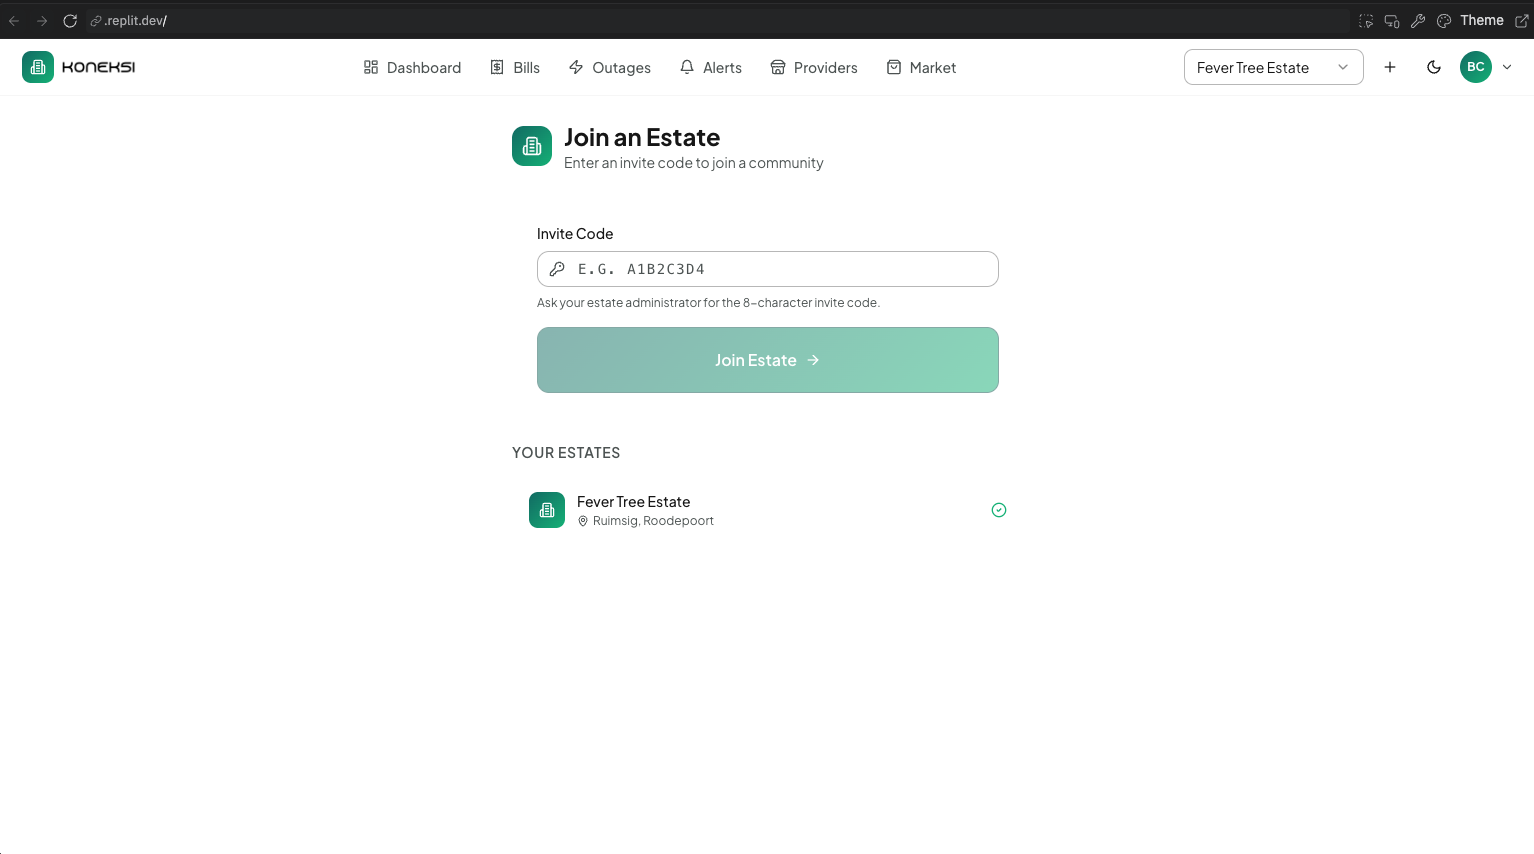 .replit.dev/
Theme
KONEKSI
Dashboard
Bills
Outages
Alerts
Providers
Market
Fever Tree Estate
BC
Join an Estate
Enter an invite code to join a community
Invite Code
E.G. A1B2C3D4
Ask your estate administrator for the 8-character invite code.
Join Estate →
YOUR ESTATES
Fever Tree Estate
Ruimsig, Roodepoort